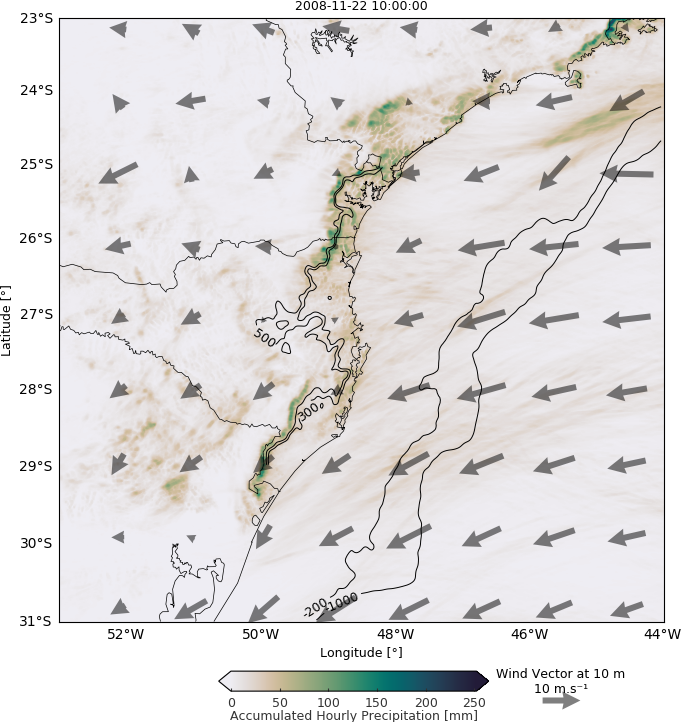 2008-11-22 10:00:00
23°S
24°S
25°S
26°S
27°S
28°S
29°S
30°S
31°S
Latitude [°]
500
300
-200
-1000
52°W
50°W
48°W
46°W
44°W
Longitude [°]
0
50
100
150
200
250
Accumulated Hourly Precipitation [mm]
Wind Vector at 10 m
10 m.s⁻¹